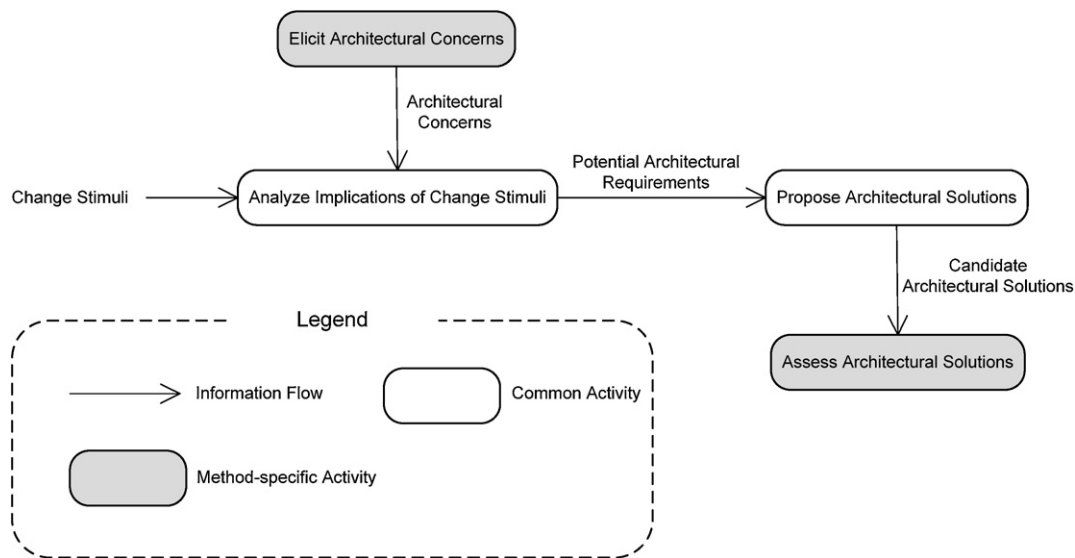 Elicit Architectural Concerns
Architectural
Concerns
Change Stimuli
Analyze Implications of Change Stimuli
Potential Architectural
Requirements
Propose Architectural Solutions
Candidate
Architectural Solutions
Assess Architectural Solutions
Legend
Information Flow
Common Activity
Method-specific Activity